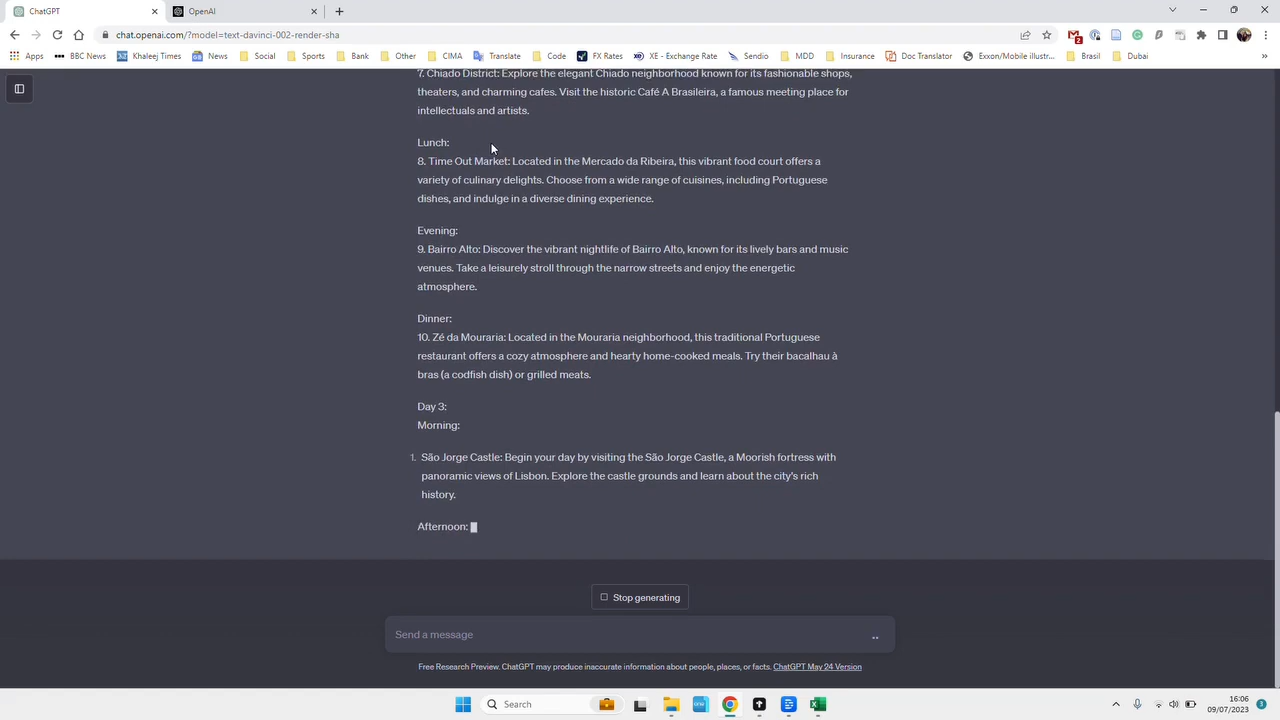 ChatGPT
OpenAI
chat.openai.com/?model=text-davinci-002-render-sha
2
Apps
BBC News
Khaleej Times
News
Social
Sports
Bank
Other
CIMA
Translate
Code
FX Rates
XE - Exchange Rate
Sendio
MDD
Insurance
Doc Translator
Exxon/Mobile illustr...
Brasil
Dubai
»
7. Chiado District: Explore the elegant Chiado neighborhood known for its fashionable shops,
theaters, and charming cafes. Visit the historic Café A Brasileira, a famous meeting place for
intellectuals and artists.
Lunch:
8. Time Out Market: Located in the Mercado da Ribeira, this vibrant food court offers a
variety of culinary delights. Choose from a wide range of cuisines, including Portuguese
dishes, and indulge in a diverse dining experience.
Evening:
9. Bairro Alto: Discover the vibrant nightlife of Bairro Alto, known for its lively bars and music
venues. Take a leisurely stroll through the narrow streets and enjoy the energetic
atmosphere.
Dinner:
10. Zé da Mouraria: Located in the Mouraria neighborhood, this traditional Portuguese
restaurant offers a cozy atmosphere and hearty home-cooked meals. Try their bacalhau à
bras (a codfish dish) or grilled meats.
Day 3:
Morning:
1. São Jorge Castle: Begin your day by visiting the São Jorge Castle, a Moorish fortress with
panoramic views of Lisbon. Explore the castle grounds and learn about the city's rich
history.
Afternoon:
Stop generating
Send a message
Free Research Preview. ChatGPT may produce inaccurate information about people, places, or facts. ChatGPT May 24 Version
Search
16:06
09/07/2023